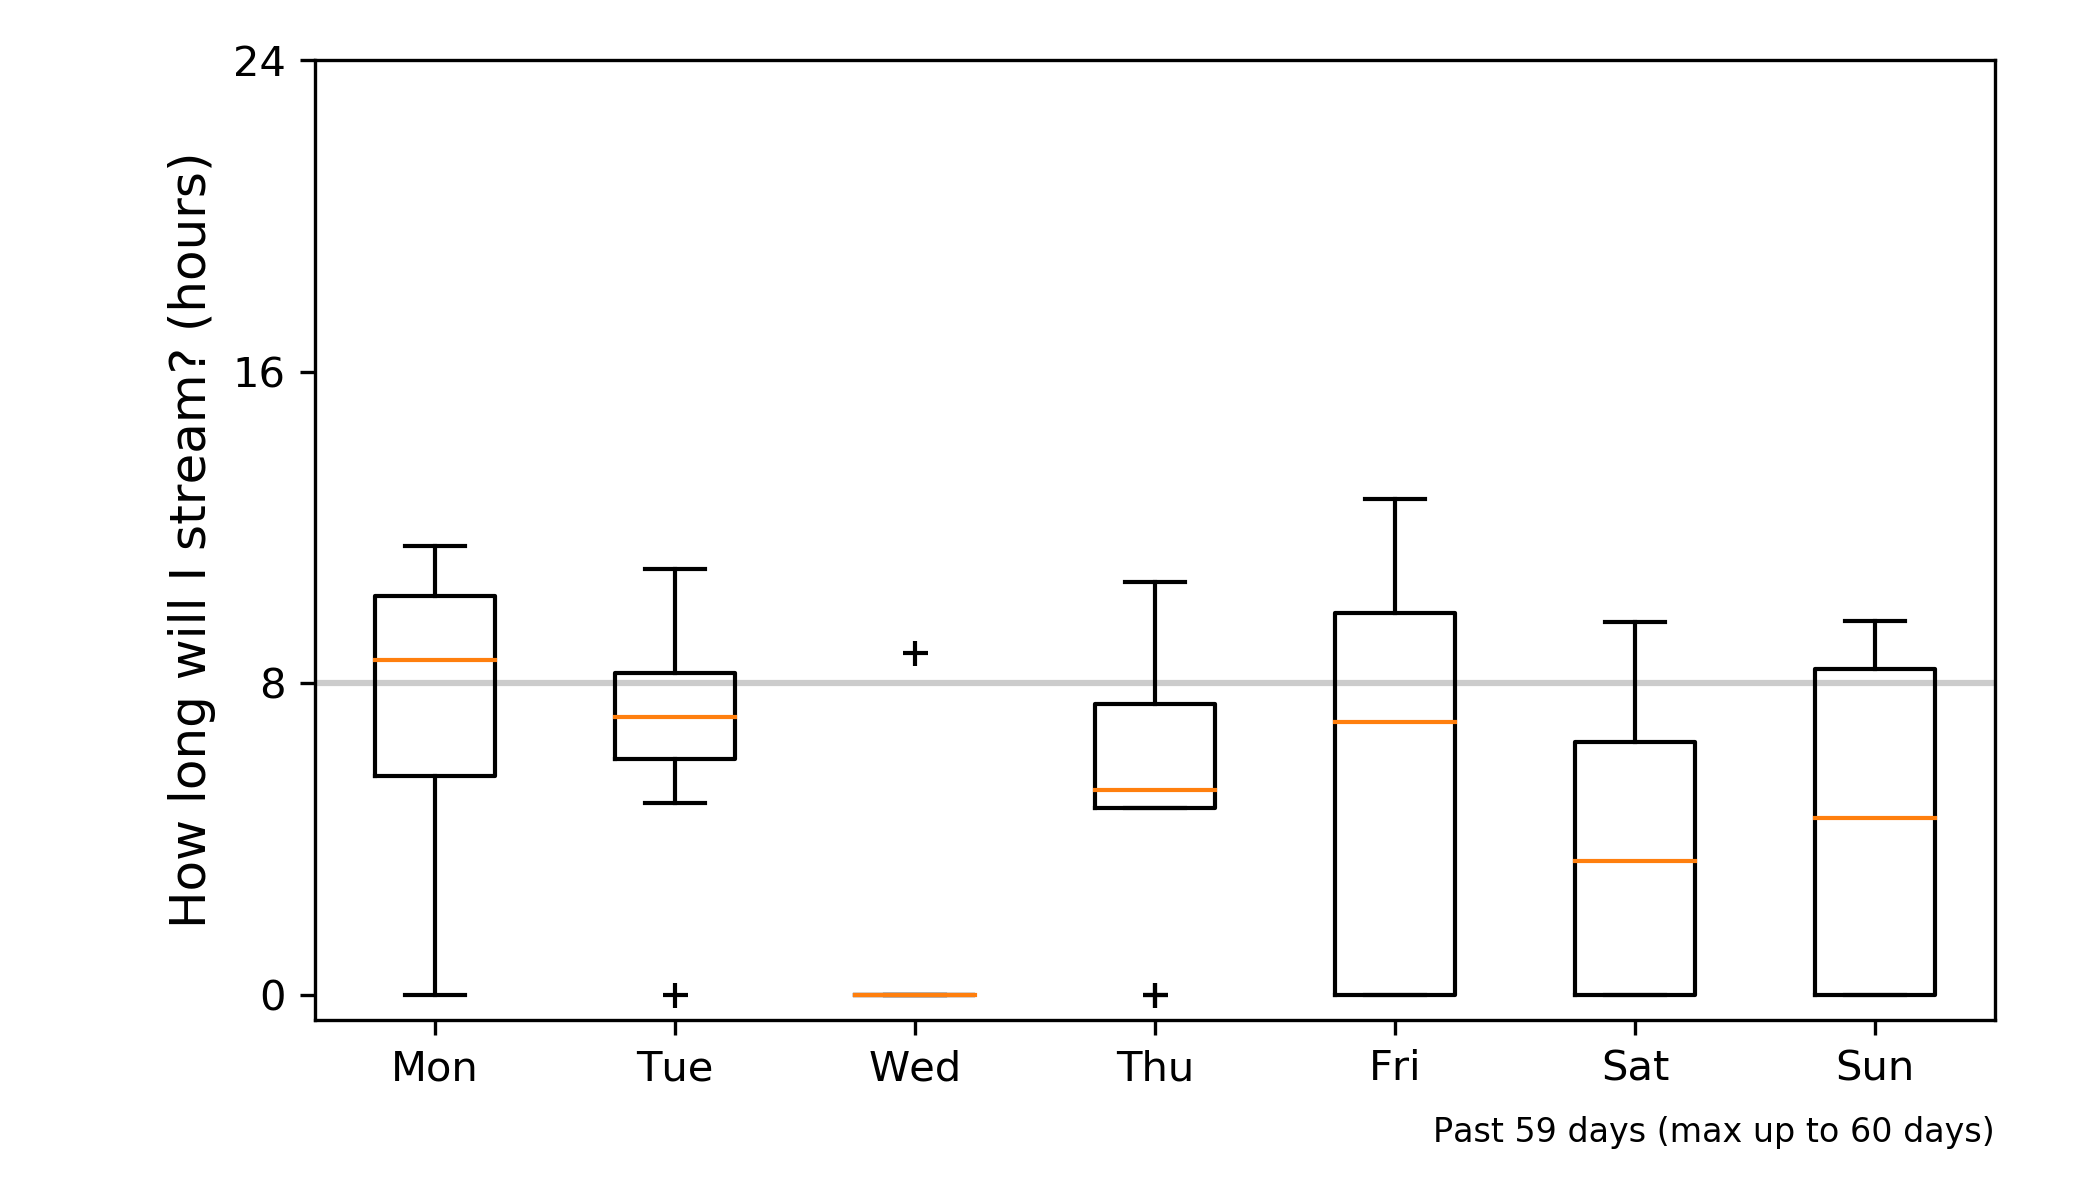 How long will I stream? (hours)
24
16
8
0
Mon Tue Wed Thu Fri Sat Sun
Past 59 days (max up to 60 days)